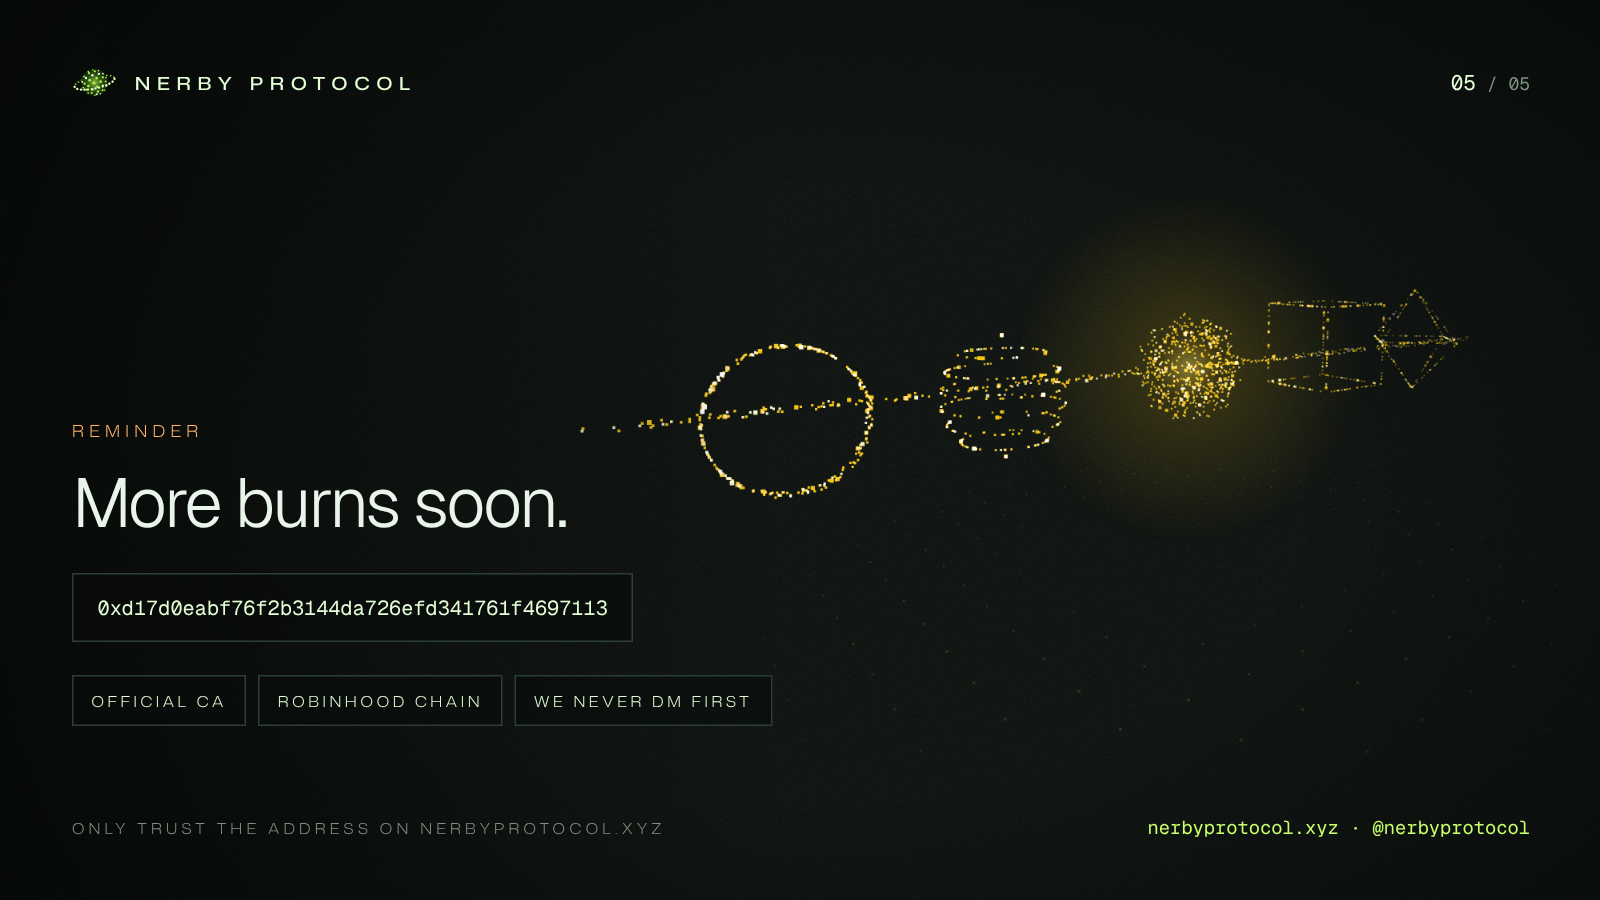 NERBY PROTOCOL
05 / 05
REMINDER
More burns soon.
0xd17d0eabf76f2b3144da726efd341761f4697113
OFFICIAL CA
ROBINHOOD CHAIN
WE NEVER DM FIRST
ONLY TRUST THE ADDRESS ON NERBYPROTOCOL.XYZ
nerbyprotocol.xyz · @nerbyprotocol